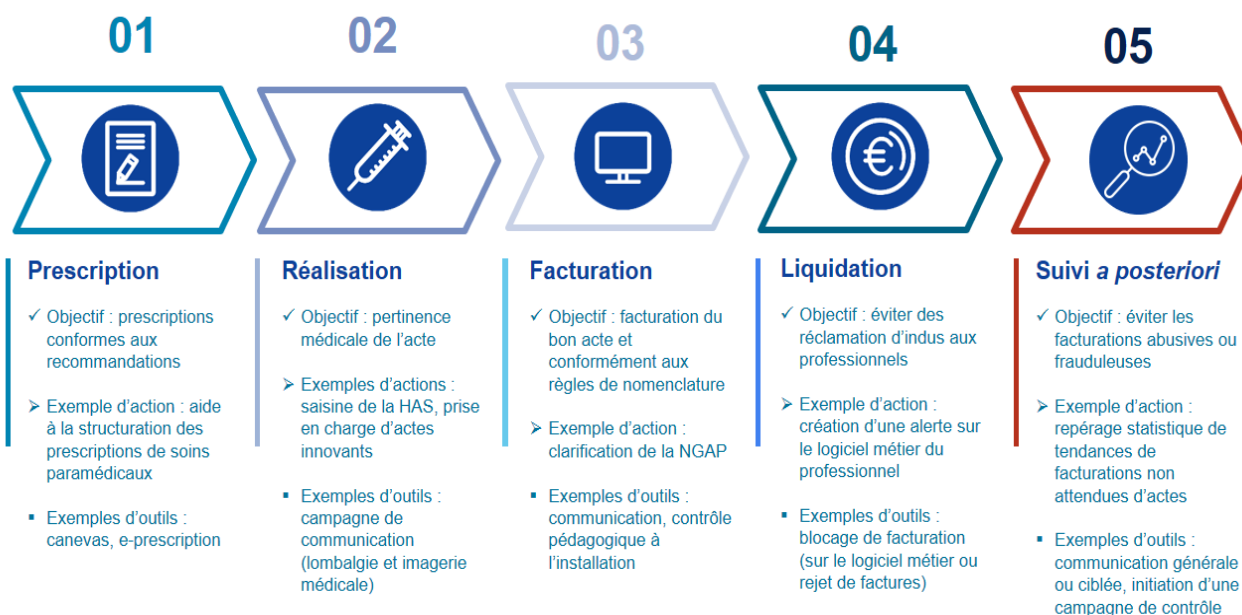 01
02
03
04
05
Prescription
✓ Objectif : prescriptions
conformes aux
recommandations
➤ Exemple d’action : aide
à la structuration des
prescriptions de soins
paramédicaux
▪ Exemples d’outils :
canevas, e-prescription
Réalisation
✓ Objectif : pertinence
médicale de l’acte
➤ Exemples d’actions :
saisine de la HAS, prise
en charge d’actes
innovants
▪ Exemples d’outils :
campagne de
communication
(lombalgie et imagerie
médicale)
Facturation
✓ Objectif : facturation du
bon acte et
conformément aux
règles de nomenclature
➤ Exemple d’action :
clarification de la NGAP
▪ Exemples d’outils :
communication, contrôle
pédagogique à
l’installation
Liquidation
✓ Objectif : éviter des
réclamation d’indus aux
professionnels
➤ Exemple d’action :
création d’une alerte sur
le logiciel métier du
professionnel
▪ Exemples d’outils :
blocage de facturation
(sur le logiciel métier ou
rejet de factures)
Suivi a posteriori
✓ Objectif : éviter les
facturations abusives ou
frauduleuses
➤ Exemple d’action :
repérage statistique de
tendances de
facturations non
attendues d’actes
▪ Exemples d’outils :
communication générale
ou ciblée, initiation d’une
campagne de contrôle